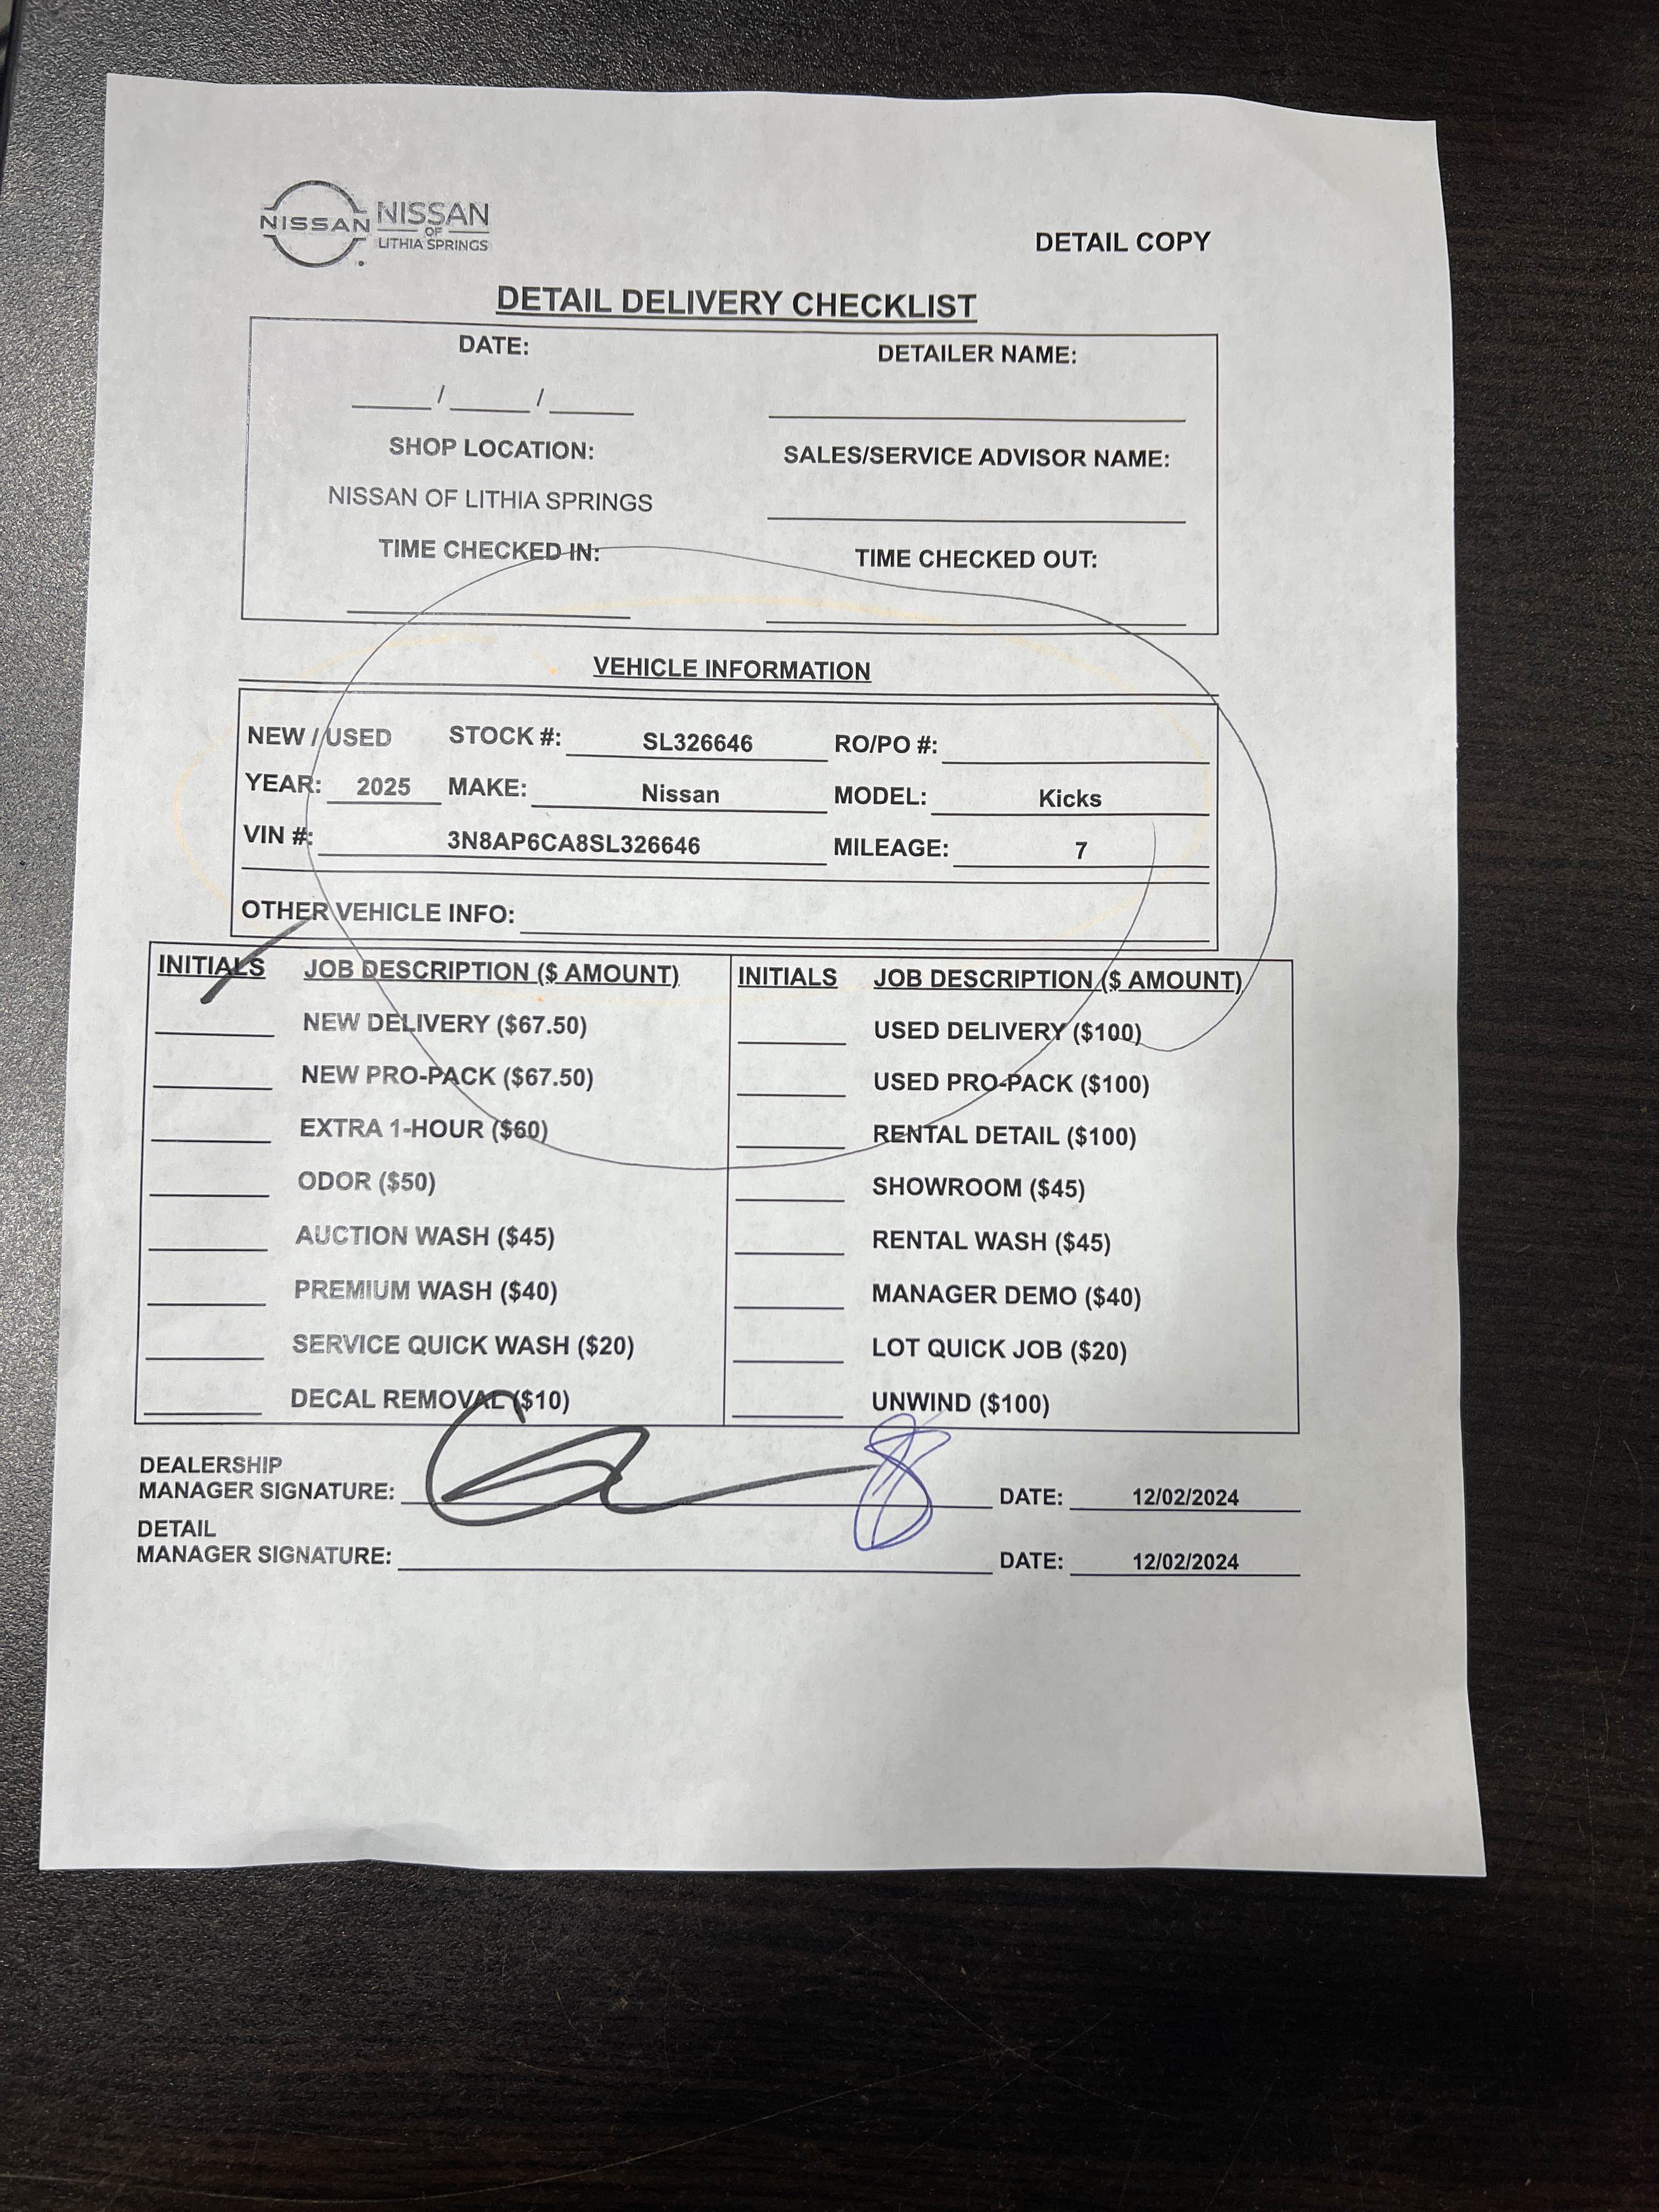 NISSAN NISSAN
OF
LITHIA SPRINGS
DETAIL COPY
DETAIL DELIVERY CHECKLIST
DATE: DETAILER NAME:
____ / ____ / ____
SHOP LOCATION: SALES/SERVICE ADVISOR NAME:
NISSAN OF LITHIA SPRINGS
TIME CHECKED IN: TIME CHECKED OUT:
VEHICLE INFORMATION
NEW / USED STOCK #: SL326646 RO/PO #:
YEAR: 2025 MAKE: Nissan MODEL: Kicks
VIN #: 3N8AP6CA8SL326646 MILEAGE: 7
OTHER VEHICLE INFO:
INITIALS JOB DESCRIPTION ($ AMOUNT) INITIALS JOB DESCRIPTION ($ AMOUNT)
NEW DELIVERY ($67.50) USED DELIVERY ($100)
NEW PRO-PACK ($67.50) USED PRO-PACK ($100)
EXTRA 1-HOUR ($60) RENTAL DETAIL ($100)
ODOR ($50) SHOWROOM ($45)
AUCTION WASH ($45) RENTAL WASH ($45)
PREMIUM WASH ($40) MANAGER DEMO ($40)
SERVICE QUICK WASH ($20) LOT QUICK JOB ($20)
DECAL REMOVAL ($10) UNWIND ($100)
DEALERSHIP
MANAGER SIGNATURE: DATE: 12/02/2024
DETAIL
MANAGER SIGNATURE: DATE: 12/02/2024